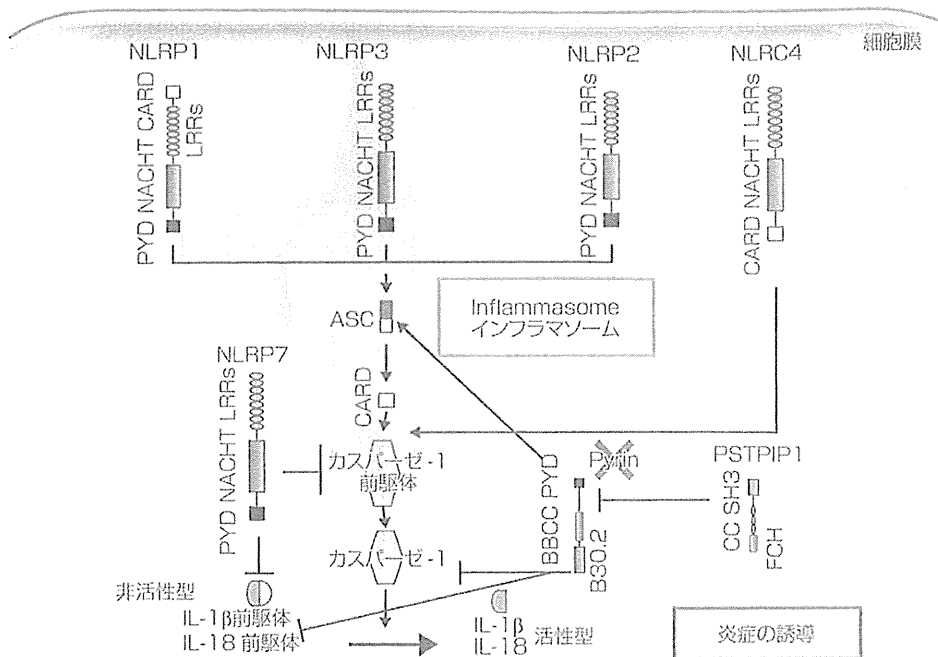 細胞膜
NLRP1
NLRP3
NLRP2
NLRC4
PYD NACHT CARD
LRRs
PYD NACHT LRRs
PYD NACHT LRRs
CARD NACHT LRRs
Inflammasome
インフラマソーム
ASC
NLRP7
PYD NACHT LRRs
CARD
カスパーゼ-1
前駆体
Pyrin
PSTPIP1
BBCC PYD
B30.2
CC SH3
FCH
カスパーゼ-1
非活性型
IL-1β前駆体
IL-18 前駆体
IL-1β
IL-18
活性型
炎症の誘導